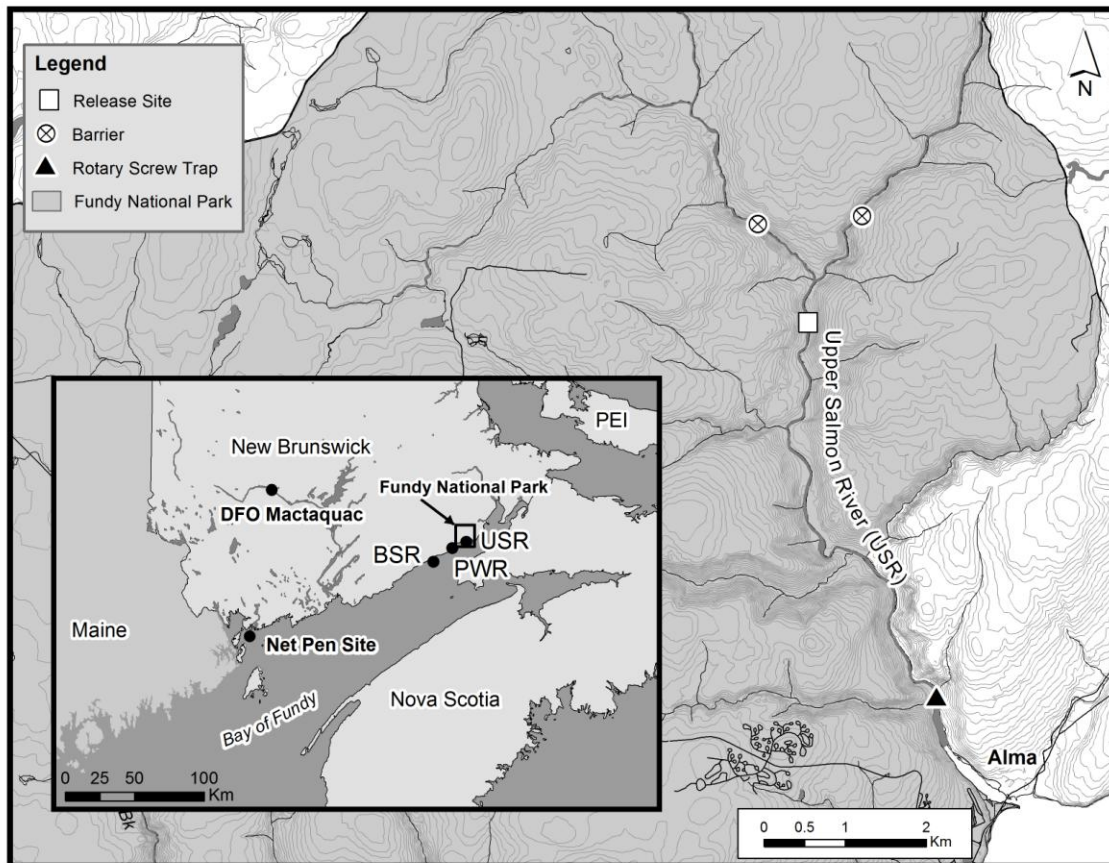 Legend
Release Site
Barrier
Rotary Screw Trap
Fundy National Park
N
Upper Salmon River (USR)
Alma
0 0.5 1 2
Km
PEI
New Brunswick
Fundy National Park
DFO Mactaquac
USR
BSR
PWR
Maine
Net Pen Site
Nova Scotia
Bay of Fundy
0 25 50 100
Km
Bk